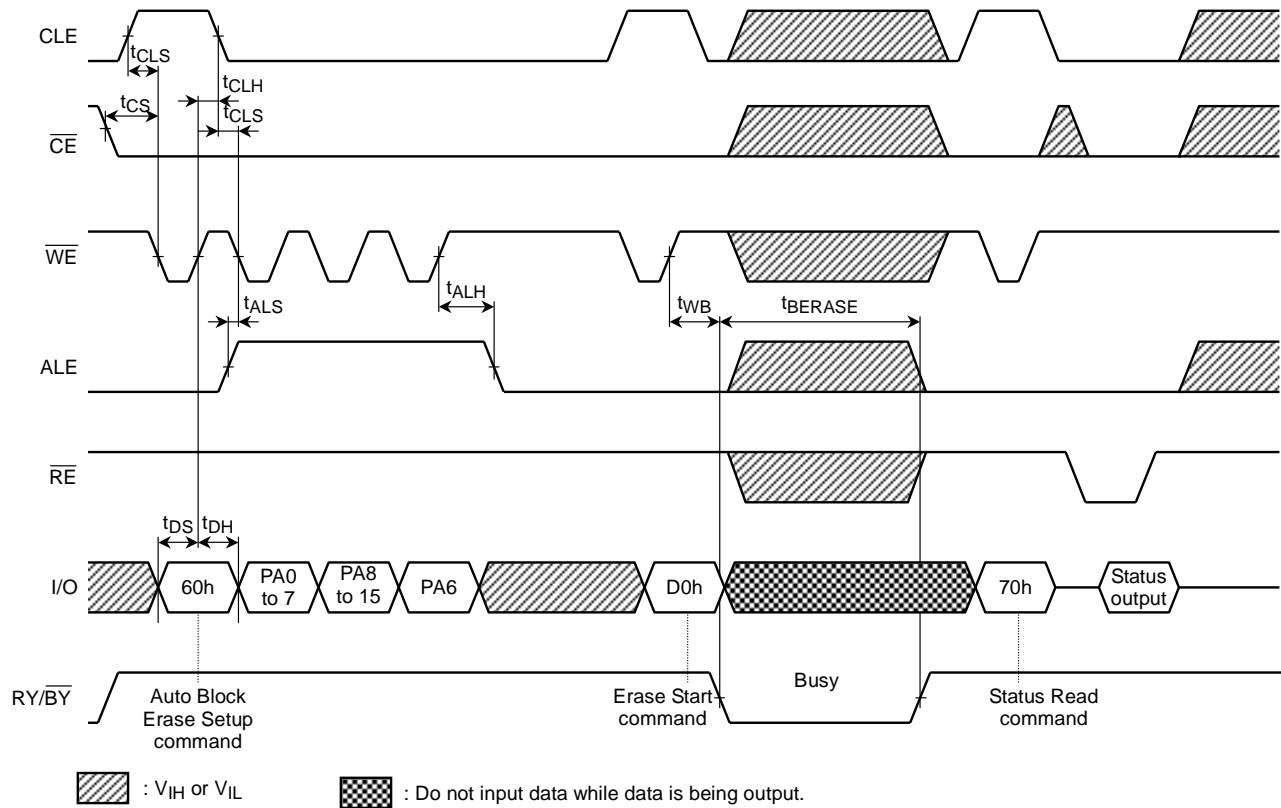 CLE
tCLS
tCLH
tCS
tCLS
CE
WE
tALS
tALH
tWB
tBERASE
ALE
RE
tDS
tDH
I/O
60h
PA0
to 7
PA8
to 15
PA6
D0h
70h
Status
output
RY/BY
Busy
Auto Block
Erase Setup
command
Erase Start
command
Status Read
command
: VIH or VIL
: Do not input data while data is being output.